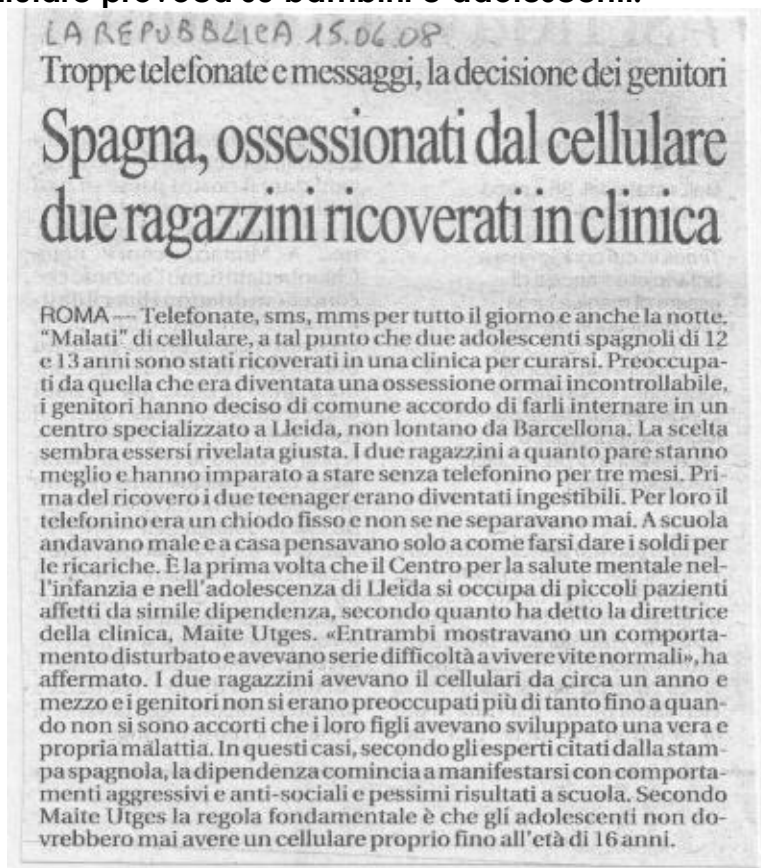 LA REPUBBLICA 15.06.08
Troppe telefonate e messaggi, la decisione dei genitori
Spagna, ossessionati dal cellulare
due ragazzini ricoverati in clinica
ROMA — Telefonate, sms, mms per tutto il giorno e anche la notte.
"Malati" di cellulare, a tal punto che due adolescenti spagnoli di 12
e 13 anni sono stati ricoverati in una clinica per curarsi. Preoccupa-
ti da quella che era diventata una ossessione ormai incontrollabile,
i genitori hanno deciso di comune accordo di farli internare in un
centro specializzato a Lleida, non lontano da Barcellona. La scelta
sembra essersi rivelata giusta. I due ragazzini a quanto pare stanno
meglio e hanno imparato a stare senza telefonino per tre mesi. Pri-
ma del ricovero i due teenager erano diventati ingestibili. Per loro il
telefonino era un chiodo fisso e non se ne separavano mai. A scuola
andavano male e a casa pensavano solo a come farsi dare i soldi per
le ricariche. È la prima volta che il Centro per la salute mentale nel-
l'infanzia e nell'adolescenza di Lleida si occupa di piccoli pazienti
affetti da simile dipendenza, secondo quanto ha detto la direttrice
della clinica, Maite Utges. «Entrambi mostravano un comporta-
mento disturbato e avevano serie difficoltà a vivere vite normali», ha
affermato. I due ragazzini avevano il cellulari da circa un anno e
mezzo e i genitori non si erano preoccupati più di tanto fino a quan-
do non si sono accorti che i loro figli avevano sviluppato una vera e
propria malattia. In questi casi, secondo gli esperti citati dalla stam-
pa spagnola, la dipendenza comincia a manifestarsi con comporta-
menti aggressivi e anti-sociali e pessimi risultati a scuola. Secondo
Maite Utges la regola fondamentale è che gli adolescenti non do-
vrebbero mai avere un cellulare proprio fino all'età di 16 anni.